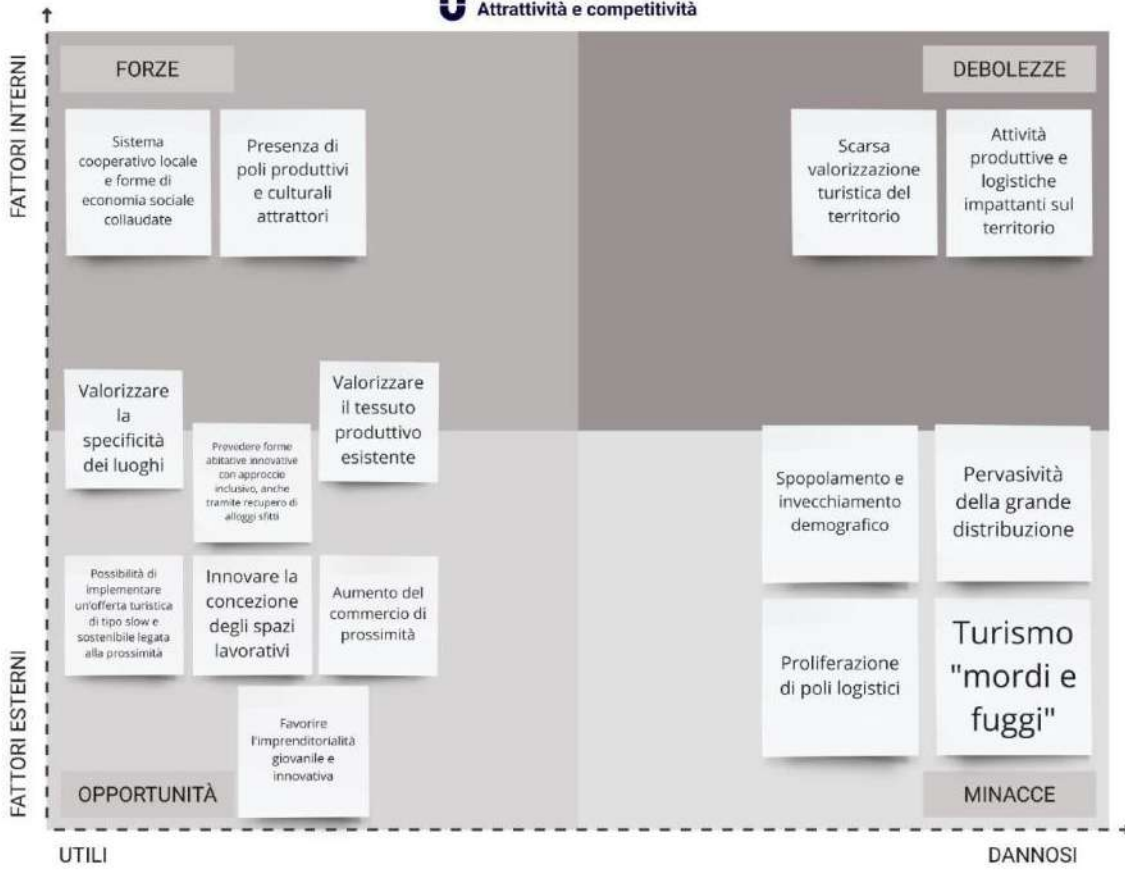 Attrattività e competitività
FATTORI INTERNI
FORZE
DEBOLEZZE
Sistema
cooperativo locale
e forme di
economia sociale
collaudate
Presenza di
poli produttivi
e culturali
attrattori
Scarsa
valorizzazione
turistica del
territorio
Attività
produttive e
logistiche
impattanti sul
territorio
Valorizzare
la
specificità
dei luoghi
Prevedere forme
abitative innovative
con approccio
inclusivo, anche
tramite recupero di
alloggi sfitti
Valorizzare
il tessuto
produttivo
esistente
Spopolamento e
invecchiamento
demografico
Pervasività
della grande
distribuzione
Possibilità di
implementare
un'offerta turistica
di tipo slow e
sostenibile legata
alla prossimità
Innovare la
concezione
degli spazi
lavorativi
Aumento del
commercio di
prossimità
Proliferazione
di poli logistici
Turismo
"mordi e
fuggi"
Favorire
l'imprenditorialità
giovanile e
innovativa
FATTORI ESTERNI
OPPORTUNITÀ
MINACCE
UTILI
DANNOSI